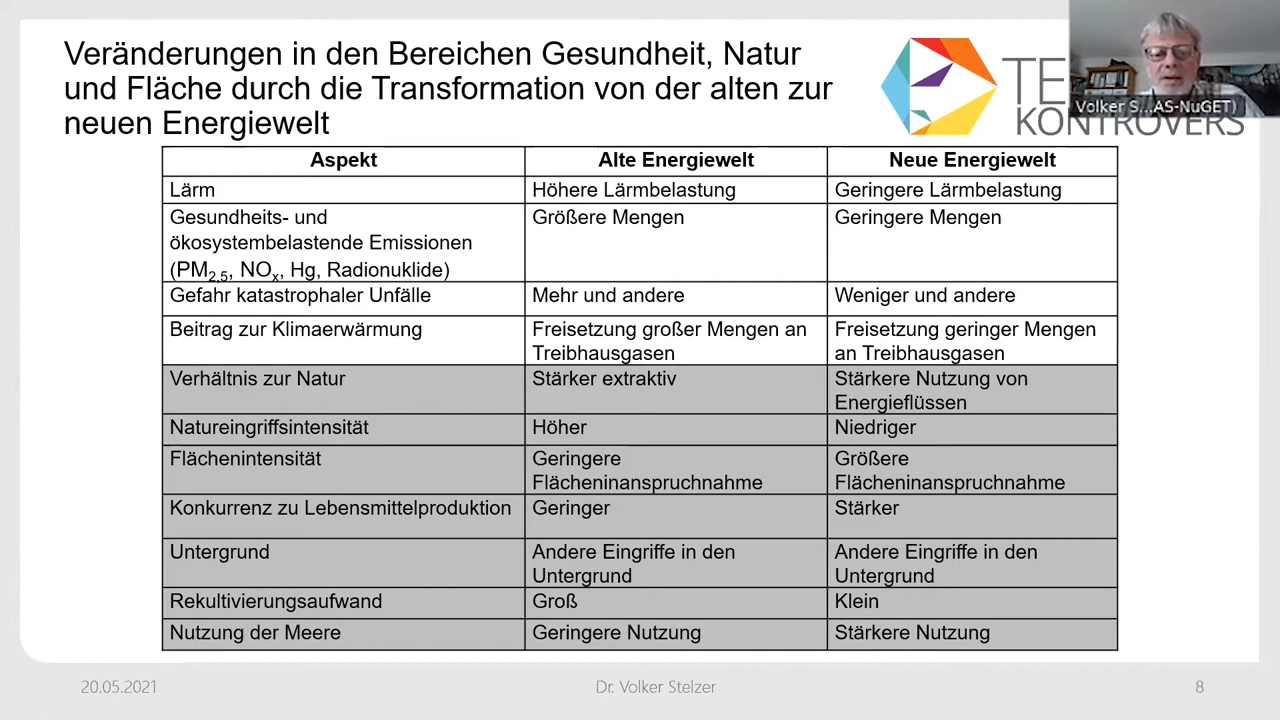 Veränderungen in den Bereichen Gesundheit, Natur
und Fläche durch die Transformation von der alten zur
neuen Energiewelt
TE
KONTROVERS
Volker S...AS-NuGET)
Aspekt Alte Energiewelt Neue Energiewelt
Lärm Höhere Lärmbelastung Geringere Lärmbelastung
Gesundheits- und Größere Mengen Geringere Mengen
ökosystembelastende Emissionen
(PM2,5, NOx, Hg, Radionuklide)
Gefahr katastrophaler Unfälle Mehr und andere Weniger und andere
Beitrag zur Klimaerwärmung Freisetzung großer Mengen an Freisetzung geringer Mengen
Treibhausgasen an Treibhausgasen
Verhältnis zur Natur Stärker extraktiv Stärkere Nutzung von
Energieflüssen
Natureingriffsintensität Höher Niedriger
Flächenintensität Geringere Größere
Flächeninanspruchnahme Flächeninanspruchnahme
Konkurrenz zu Lebensmittelproduktion Geringer Stärker
Untergrund Andere Eingriffe in den Andere Eingriffe in den
Untergrund Untergrund
Rekultivierungsaufwand Groß Klein
Nutzung der Meere Geringere Nutzung Stärkere Nutzung
20.05.2021 Dr. Volker Stelzer 8